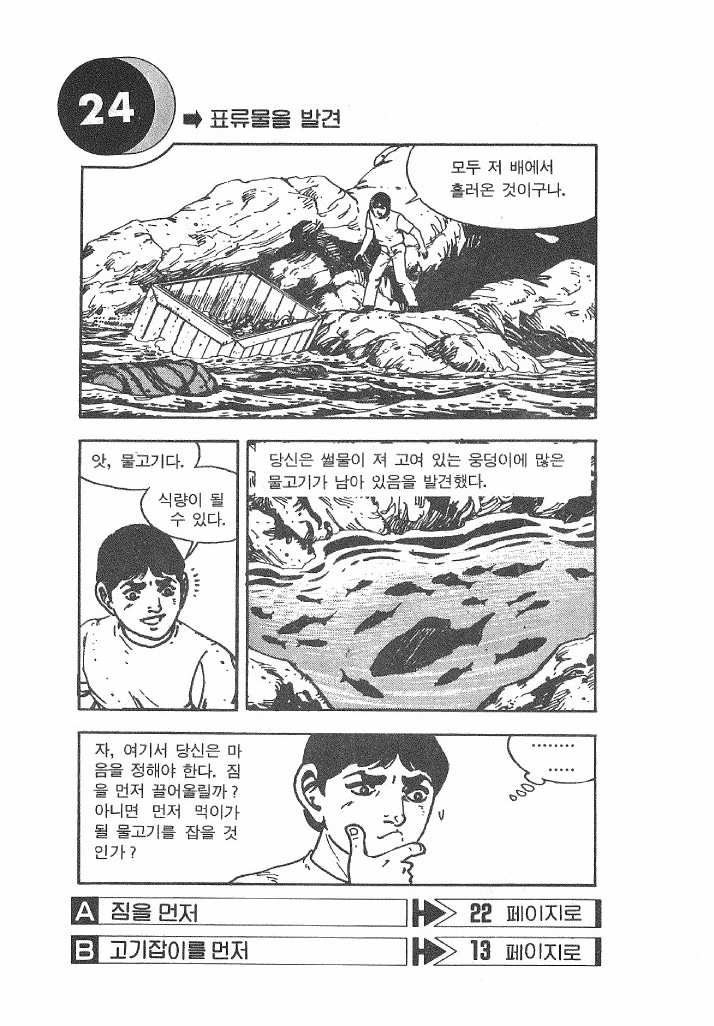 24
표류물을 발견
모두 저 배에서
흘러온 것이구나.
앗, 물고기다.
식량이 될
수 있다.
당신은 썰물이 져 고여 있는 웅덩이에 많은
물고기가 남아 있음을 발견했다.
자, 여기서 당신은 마
음을 정해야 한다. 짐
을 먼저 끌어올릴까?
아니면 먼저 먹이가
될 물고기를 잡을 것
인가?
........
.....
A 짐을 먼저 22 페이지로
B 고기잡이를 먼저 13 페이지로